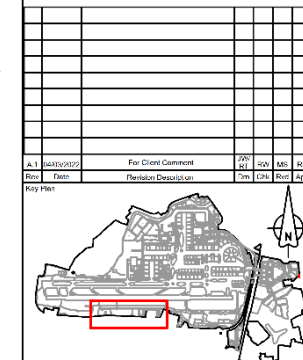 A.1 04/03/2022 For Client Comment JW/ RT RW MS
Rev Date Revision Description Drn Chk Rvd
Key Plan
N